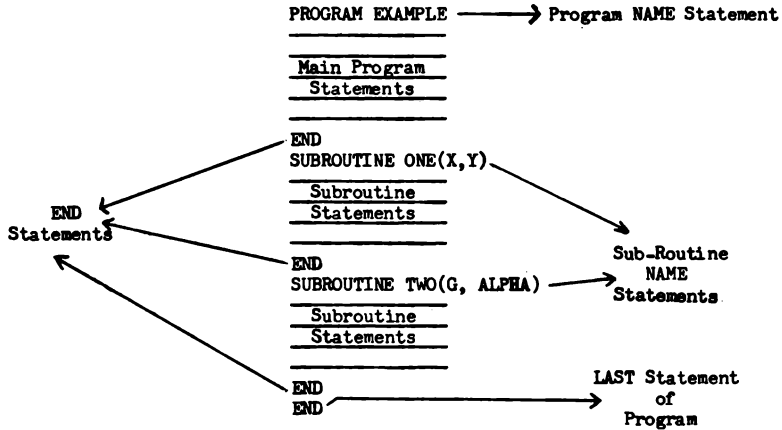 PROGRAM EXAMPLE
Program NAME Statement
Main Program
Statements
END
SUBROUTINE ONE(X,Y)
Subroutine
Statements
END
Statements
Sub-Routine
NAME
Statements
END
SUBROUTINE TWO(G, ALPHA)
Subroutine
Statements
END
END
LAST Statement
of
Program